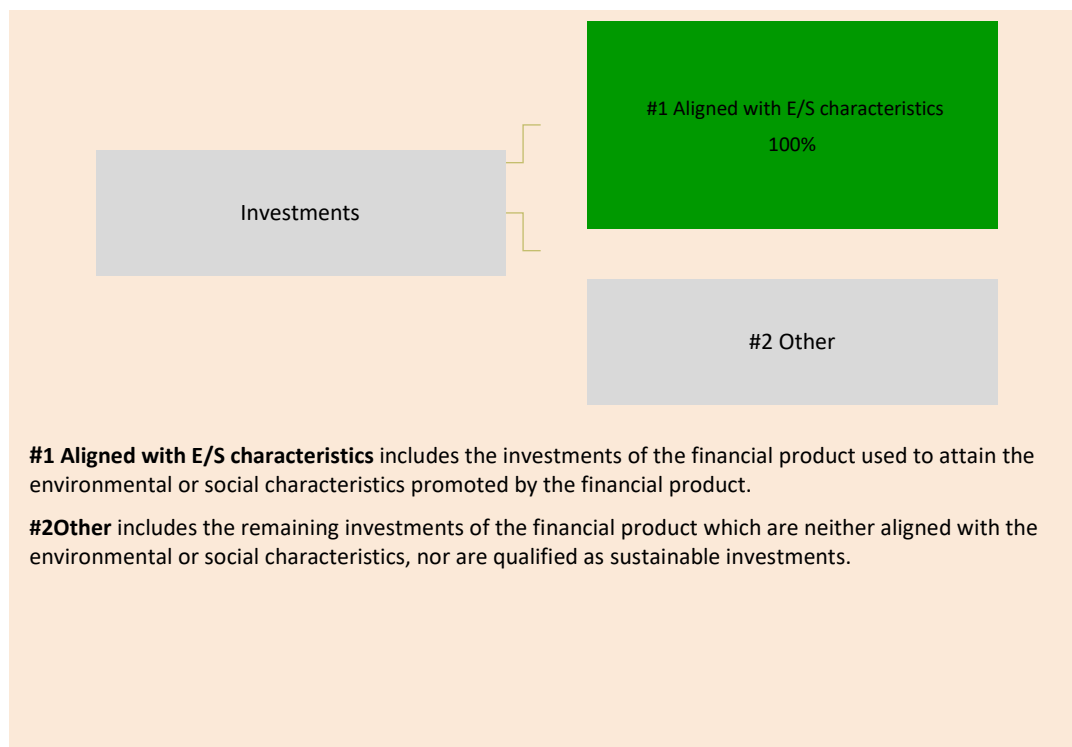 #1 Aligned with E/S characteristics
100%
Investments
#2 Other
#1 Aligned with E/S characteristics includes the investments of the financial product used to attain the
environmental or social characteristics promoted by the financial product.
#2Other includes the remaining investments of the financial product which are neither aligned with the
environmental or social characteristics, nor are qualified as sustainable investments.